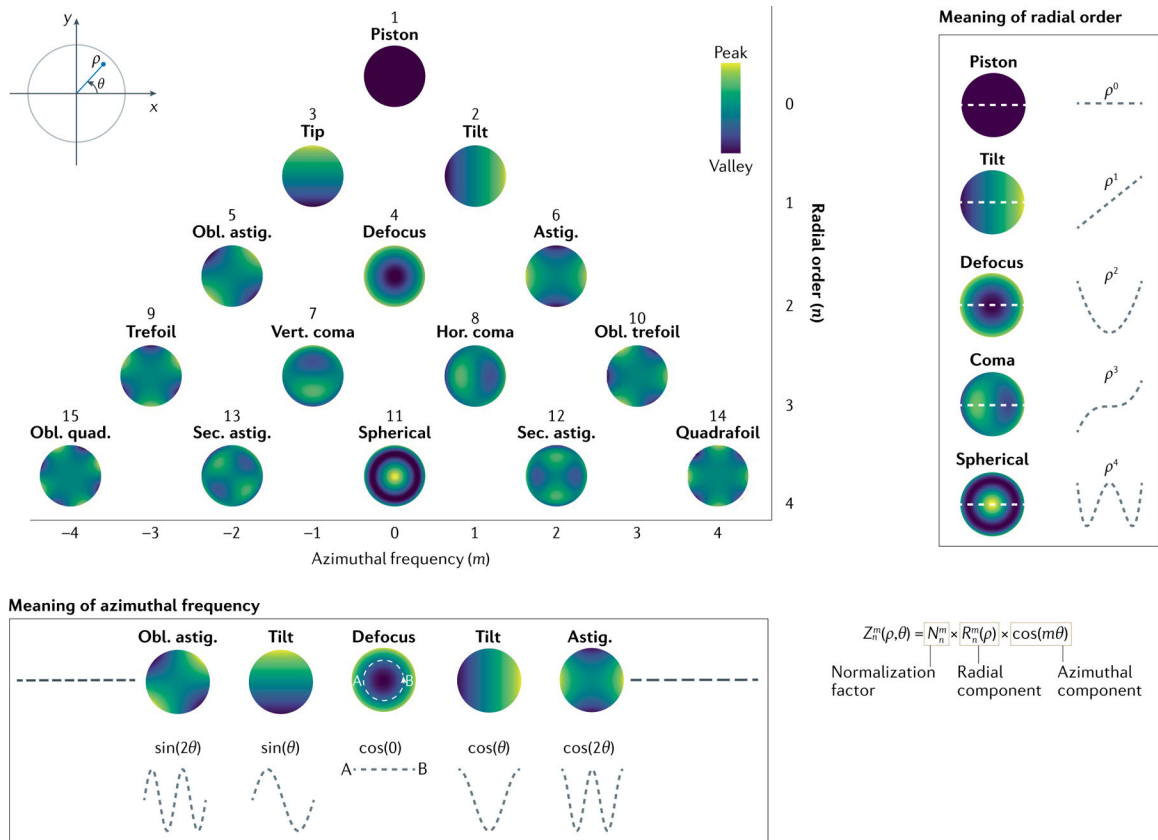 y
ρ
θ
x
1
Piston
Peak
Valley
0
3
Tip
2
Tilt
1
5
Obl. astig.
4
Defocus
6
Astig.
2
9
Trefoil
7
Vert. coma
8
Hor. coma
10
Obl. trefoil
3
15
Obl. quad.
13
Sec. astig.
11
Spherical
12
Sec. astig.
14
Quadrafoil
4
Radial order (n)
−4 −3 −2 −1 0 1 2 3 4
Azimuthal frequency (m)
Meaning of radial order
Piston
ρ⁰
Tilt
ρ¹
Defocus
ρ²
Coma
ρ³
Spherical
ρ⁴
Meaning of azimuthal frequency
Obl. astig. Tilt Defocus Tilt Astig.
A B
sin(2θ) sin(θ) cos(0) cos(θ) cos(2θ)
A B
Zₙᵐ(ρ,θ) = Nₙᵐ × Rₙᵐ(ρ) × cos(mθ)
Normalization factor
Radial component
Azimuthal component